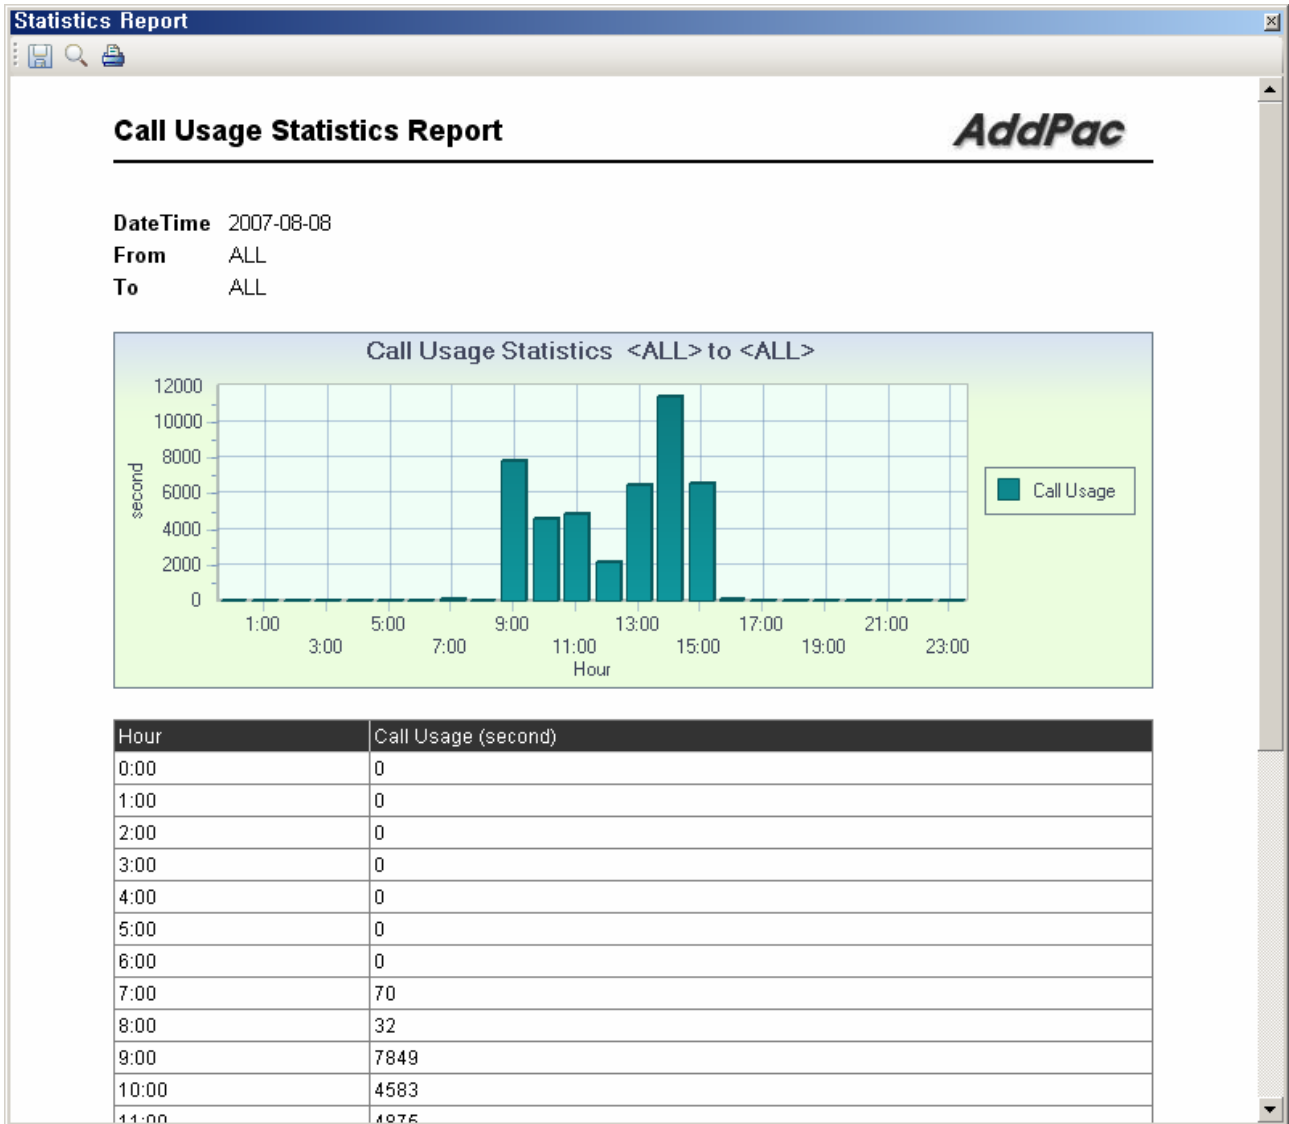 Statistics Report
Call Usage Statistics Report
AddPac
DateTime 2007-08-08
From ALL
To ALL
Call Usage Statistics <ALL> to <ALL>
12000
10000
8000
6000
4000
2000
0
second
Call Usage
1:00 5:00 9:00 13:00 17:00 21:00
3:00 7:00 11:00 15:00 19:00 23:00
Hour
Hour Call Usage (second)
0:00 0
1:00 0
2:00 0
3:00 0
4:00 0
5:00 0
6:00 0
7:00 70
8:00 32
9:00 7849
10:00 4583
11:00